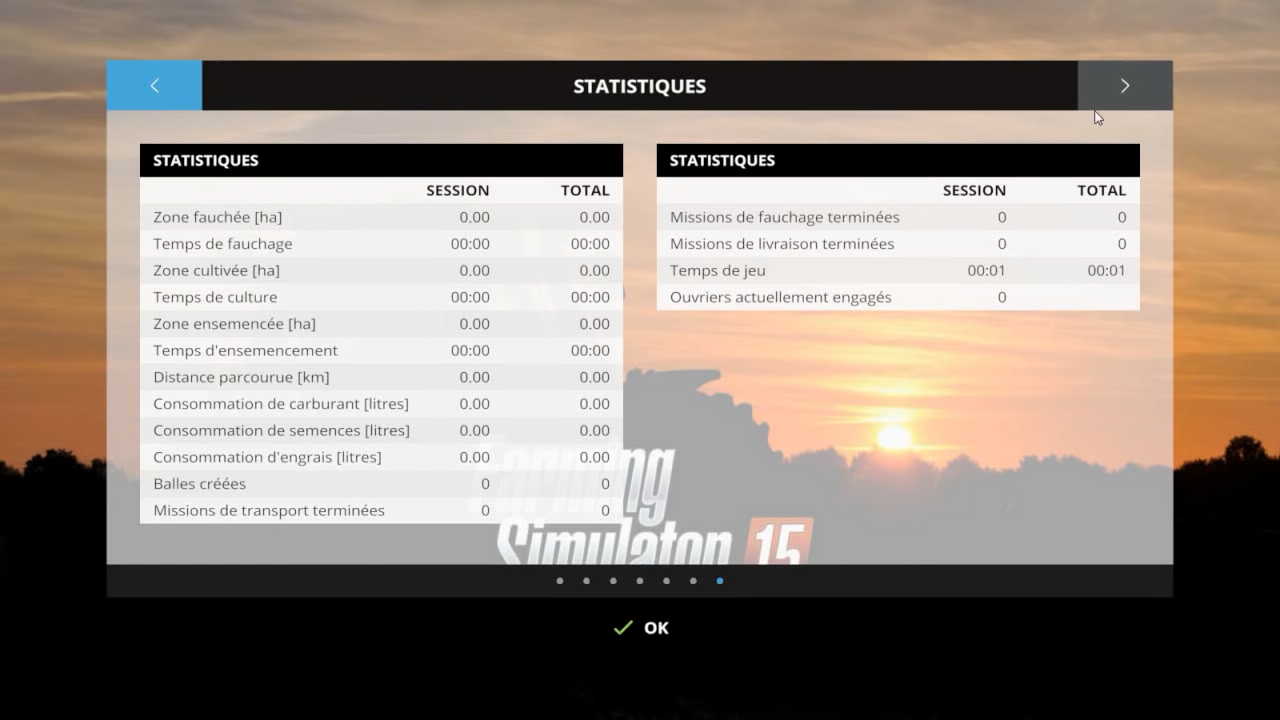 STATISTIQUES
STATISTIQUES
SESSION TOTAL
Zone fauchée [ha] 0.00 0.00
Temps de fauchage 00:00 00:00
Zone cultivée [ha] 0.00 0.00
Temps de culture 00:00 00:00
Zone ensemencée [ha] 0.00 0.00
Temps d'ensemencement 00:00 00:00
Distance parcourue [km] 0.00 0.00
Consommation de carburant [litres] 0.00 0.00
Consommation de semences [litres] 0.00 0.00
Consommation d'engrais [litres] 0.00 0.00
Balles créées 0 0
Missions de transport terminées 0 0
STATISTIQUES
SESSION TOTAL
Missions de fauchage terminées 0 0
Missions de livraison terminées 0 0
Temps de jeu 00:01 00:01
Ouvriers actuellement engagés 0
Farming
Simulator 15
OK